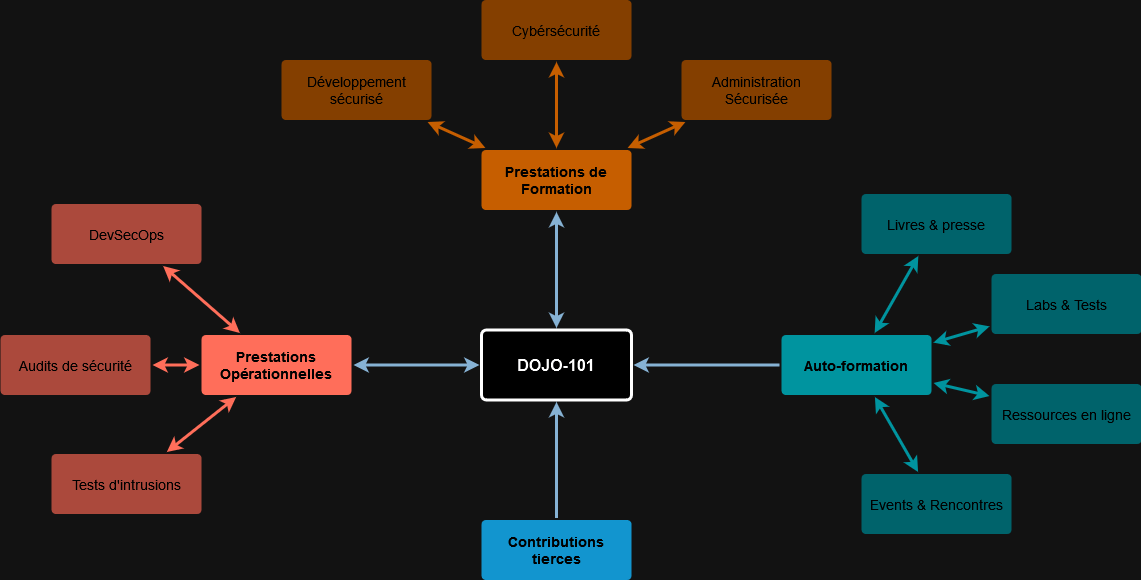 Cybérsécurité
Développement
sécurisé
Administration
Sécurisée
Prestations de
Formation
DevSecOps
Livres & presse
Labs & Tests
Audits de sécurité
Prestations
Opérationnelles
DOJO-101
Auto-formation
Ressources en ligne
Tests d'intrusions
Events & Rencontres
Contributions
tierces